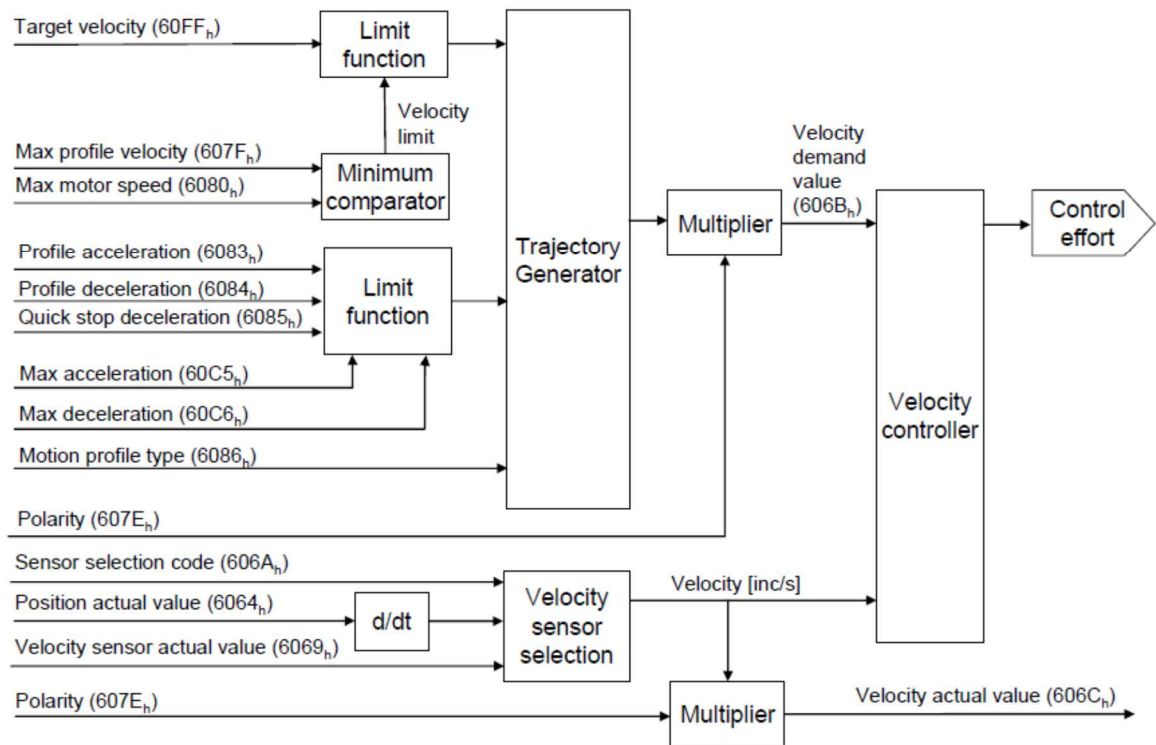 Target velocity (60FFh)
Limit
function
Velocity
limit
Max profile velocity (607Fh)
Max motor speed (6080h)
Minimum
comparator
Profile acceleration (6083h)
Profile deceleration (6084h)
Quick stop deceleration (6085h)
Limit
function
Max acceleration (60C5h)
Max deceleration (60C6h)
Motion profile type (6086h)
Trajectory
Generator
Multiplier
Velocity
demand
value
(606Bh)
Velocity
controller
Control
effort
Polarity (607Eh)
Sensor selection code (606Ah)
Position actual value (6064h)
d/dt
Velocity sensor actual value (6069h)
Velocity
sensor
selection
Velocity [inc/s]
Polarity (607Eh)
Multiplier
Velocity actual value (606Ch)